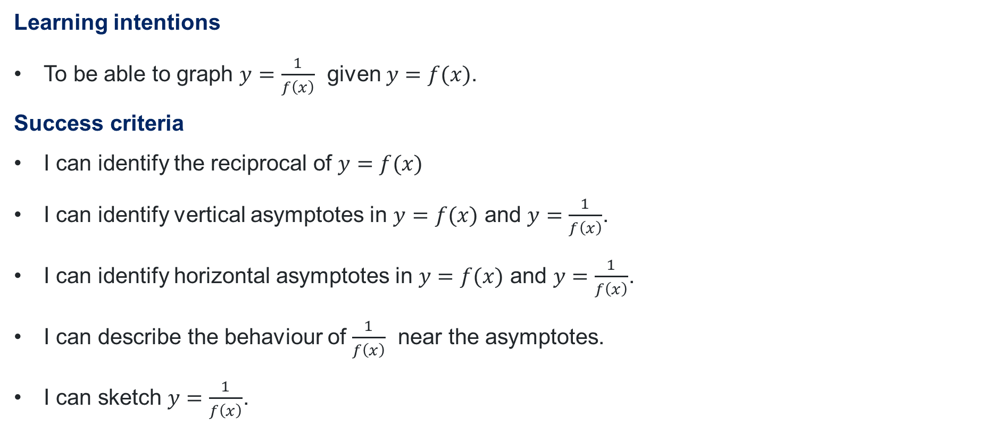 Learning intentions
• To be able to graph y = 1/f(x) given y = f(x).
Success criteria
• I can identify the reciprocal of y = f(x)
• I can identify vertical asymptotes in y = f(x) and y = 1/f(x).
• I can identify horizontal asymptotes in y = f(x) and y = 1/f(x).
• I can describe the behaviour of 1/f(x) near the asymptotes.
• I can sketch y = 1/f(x).